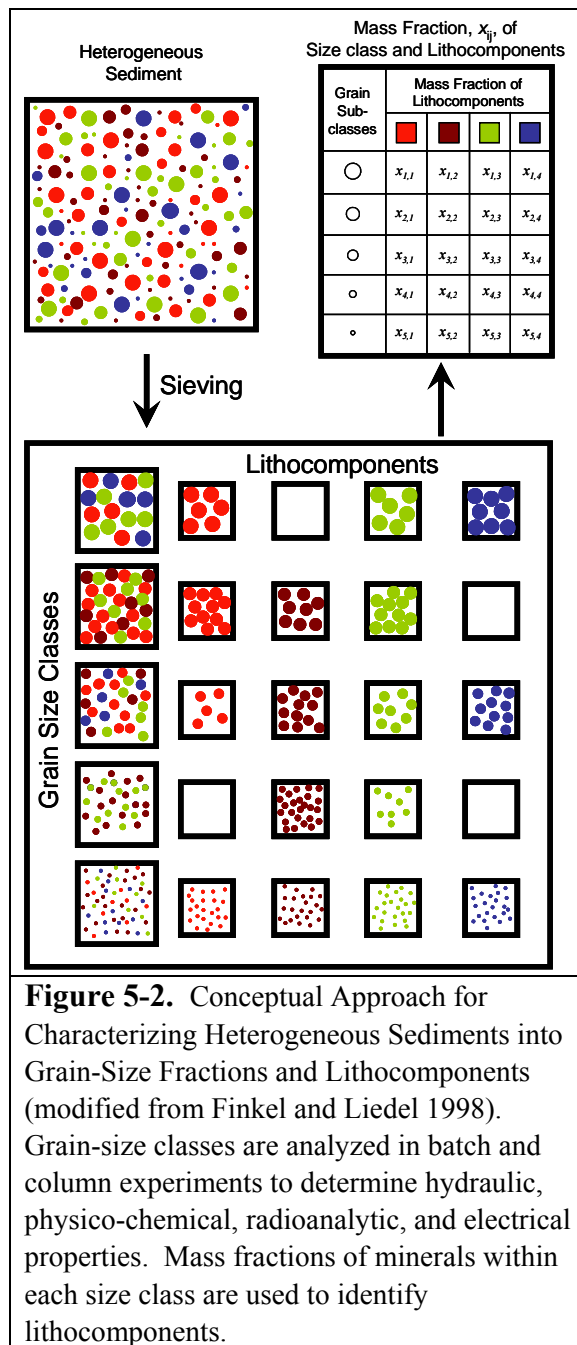 Heterogeneous
Sediment
Mass Fraction, x_ij, of
Size class and Lithocomponents
Grain
Sub-
classes
Mass Fraction of
Lithocomponents
x1,1 x1,2 x1,3 x1,4
x2,1 x2,2 x2,3 x2,4
x3,1 x3,2 x3,3 x3,4
x4,1 x4,2 x4,3 x4,4
x5,1 x5,2 x5,3 x5,4
Sieving
Lithocomponents
Grain Size Classes
Figure 5-2. Conceptual Approach for
Characterizing Heterogeneous Sediments into
Grain-Size Fractions and Lithocomponents
(modified from Finkel and Liedel 1998).
Grain-size classes are analyzed in batch and
column experiments to determine hydraulic,
physico-chemical, radioanalytic, and electrical
properties. Mass fractions of minerals within
each size class are used to identify
lithocomponents.